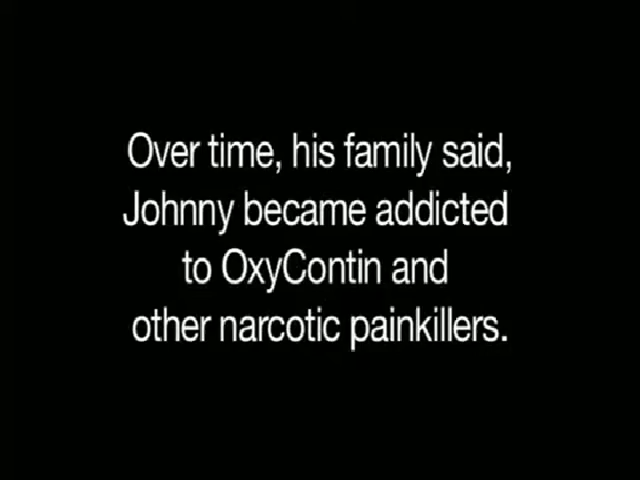 Over time, his family said,
Johnny became addicted
to OxyContin and
other narcotic painkillers.